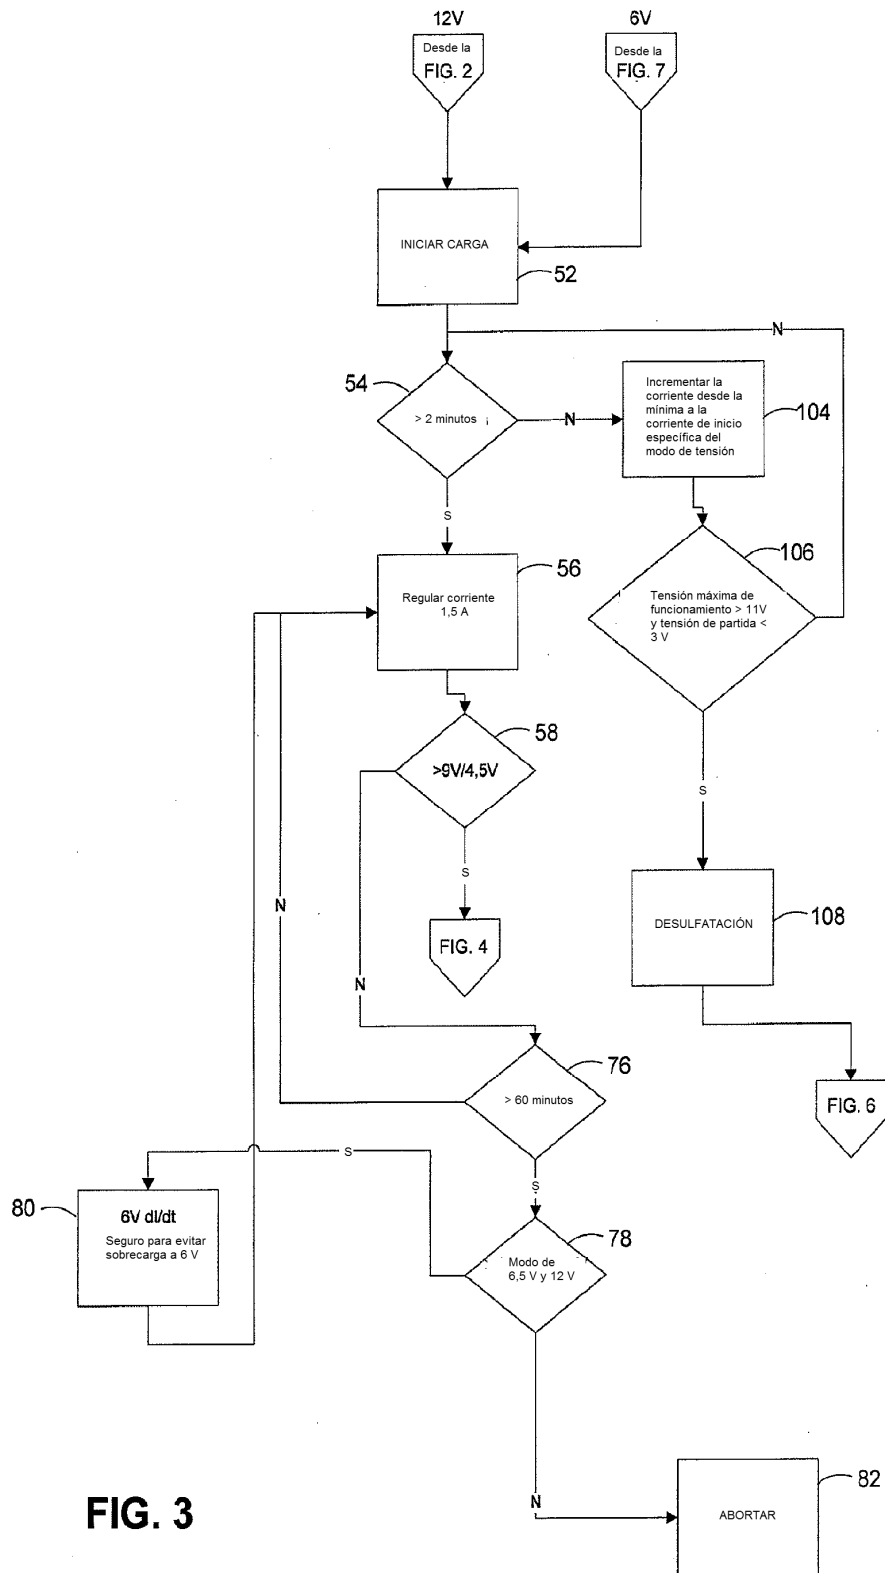 12V
6V
Desde la
FIG. 2
Desde la
FIG. 7
INICIAR CARGA
52
N
54
> 2 minutos
N
Incrementar la
corriente desde la
mínima a la
corriente de inicio
específica del
modo de tensión
104
S
106
56
Regular corriente
1,5 A
Tensión máxima de
funcionamiento > 11V
y tensión de partida <
3 V
58
>9V/4,5V
S
S
N
DESULFATACIÓN
108
FIG. 4
N
76
> 60 minutos
FIG. 6
S
S
80
6V dI/dt
Seguro para evitar
sobrecarga a 6 V
78
Modo de
6,5 V y 12 V
82
N
ABORTAR
FIG. 3